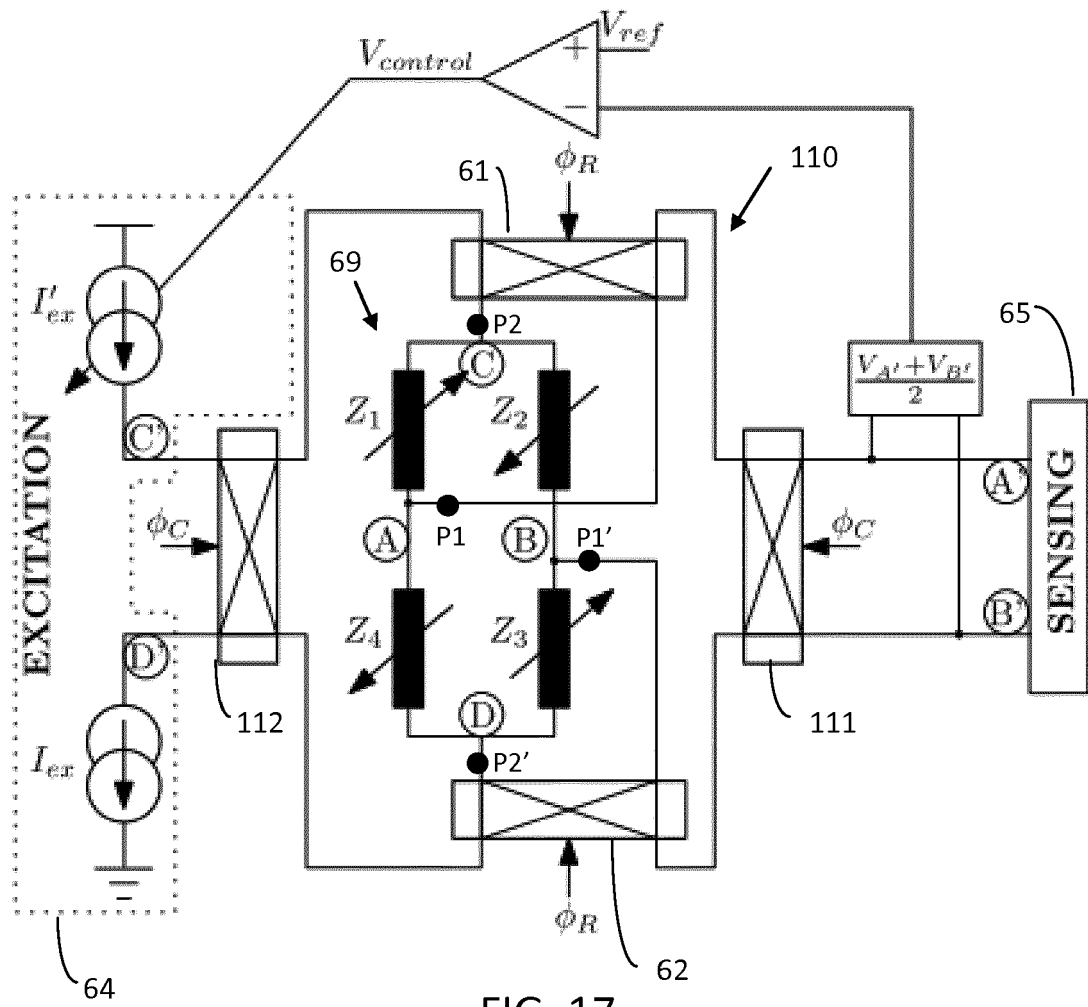 V_ref
V_control
+
−
ϕ_R
61
110
69
I'_ex
P2
65
C
V_A'+V_B'
2
Z_1
Z_2
C'
A'
EXCITATION
ϕ_C
A
P1
B
P1'
ϕ_C
SENSING
B'
Z_4
Z_3
D'
112
D
111
P2'
I_ex
ϕ_R
64
62
FIG. 17